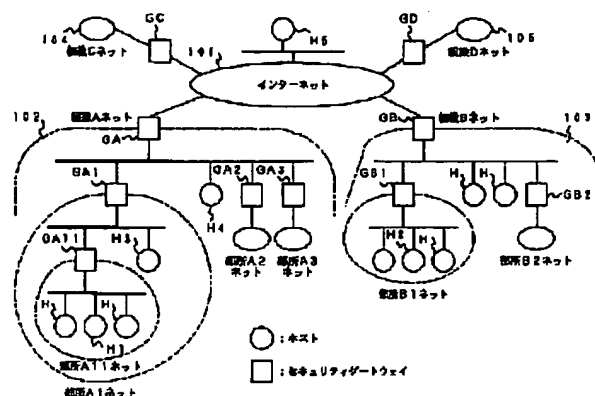 GC
GD
104
105
組織Cネット
101
H5
組織Dネット
インターネット
102
組織Aネット
GA
GB
組織Bネット
103
GA1
GA2
GA3
H4
GB1
H
H
GB2
GA11
H3
部所A2
ネット
部所A3
ネット
H2
H
部所B2ネット
部所B1ネット
H
H
H1
部所A11ネット
部所A1ネット
:ホスト
:セキュリティゲートウェイ